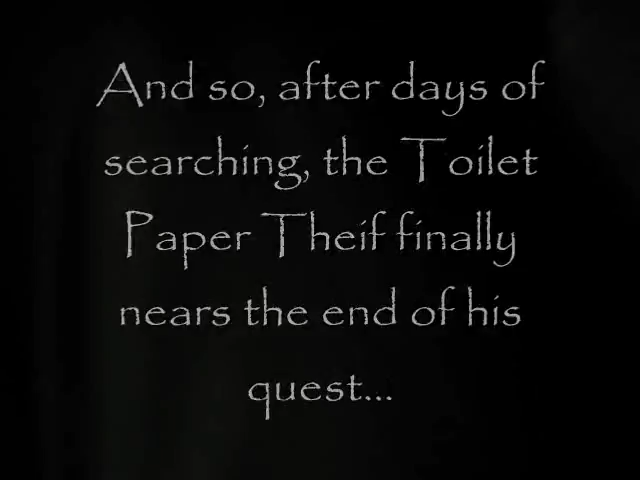 And so, after days of
searching, the Toilet
Paper Theif finally
nears the end of his
quest...